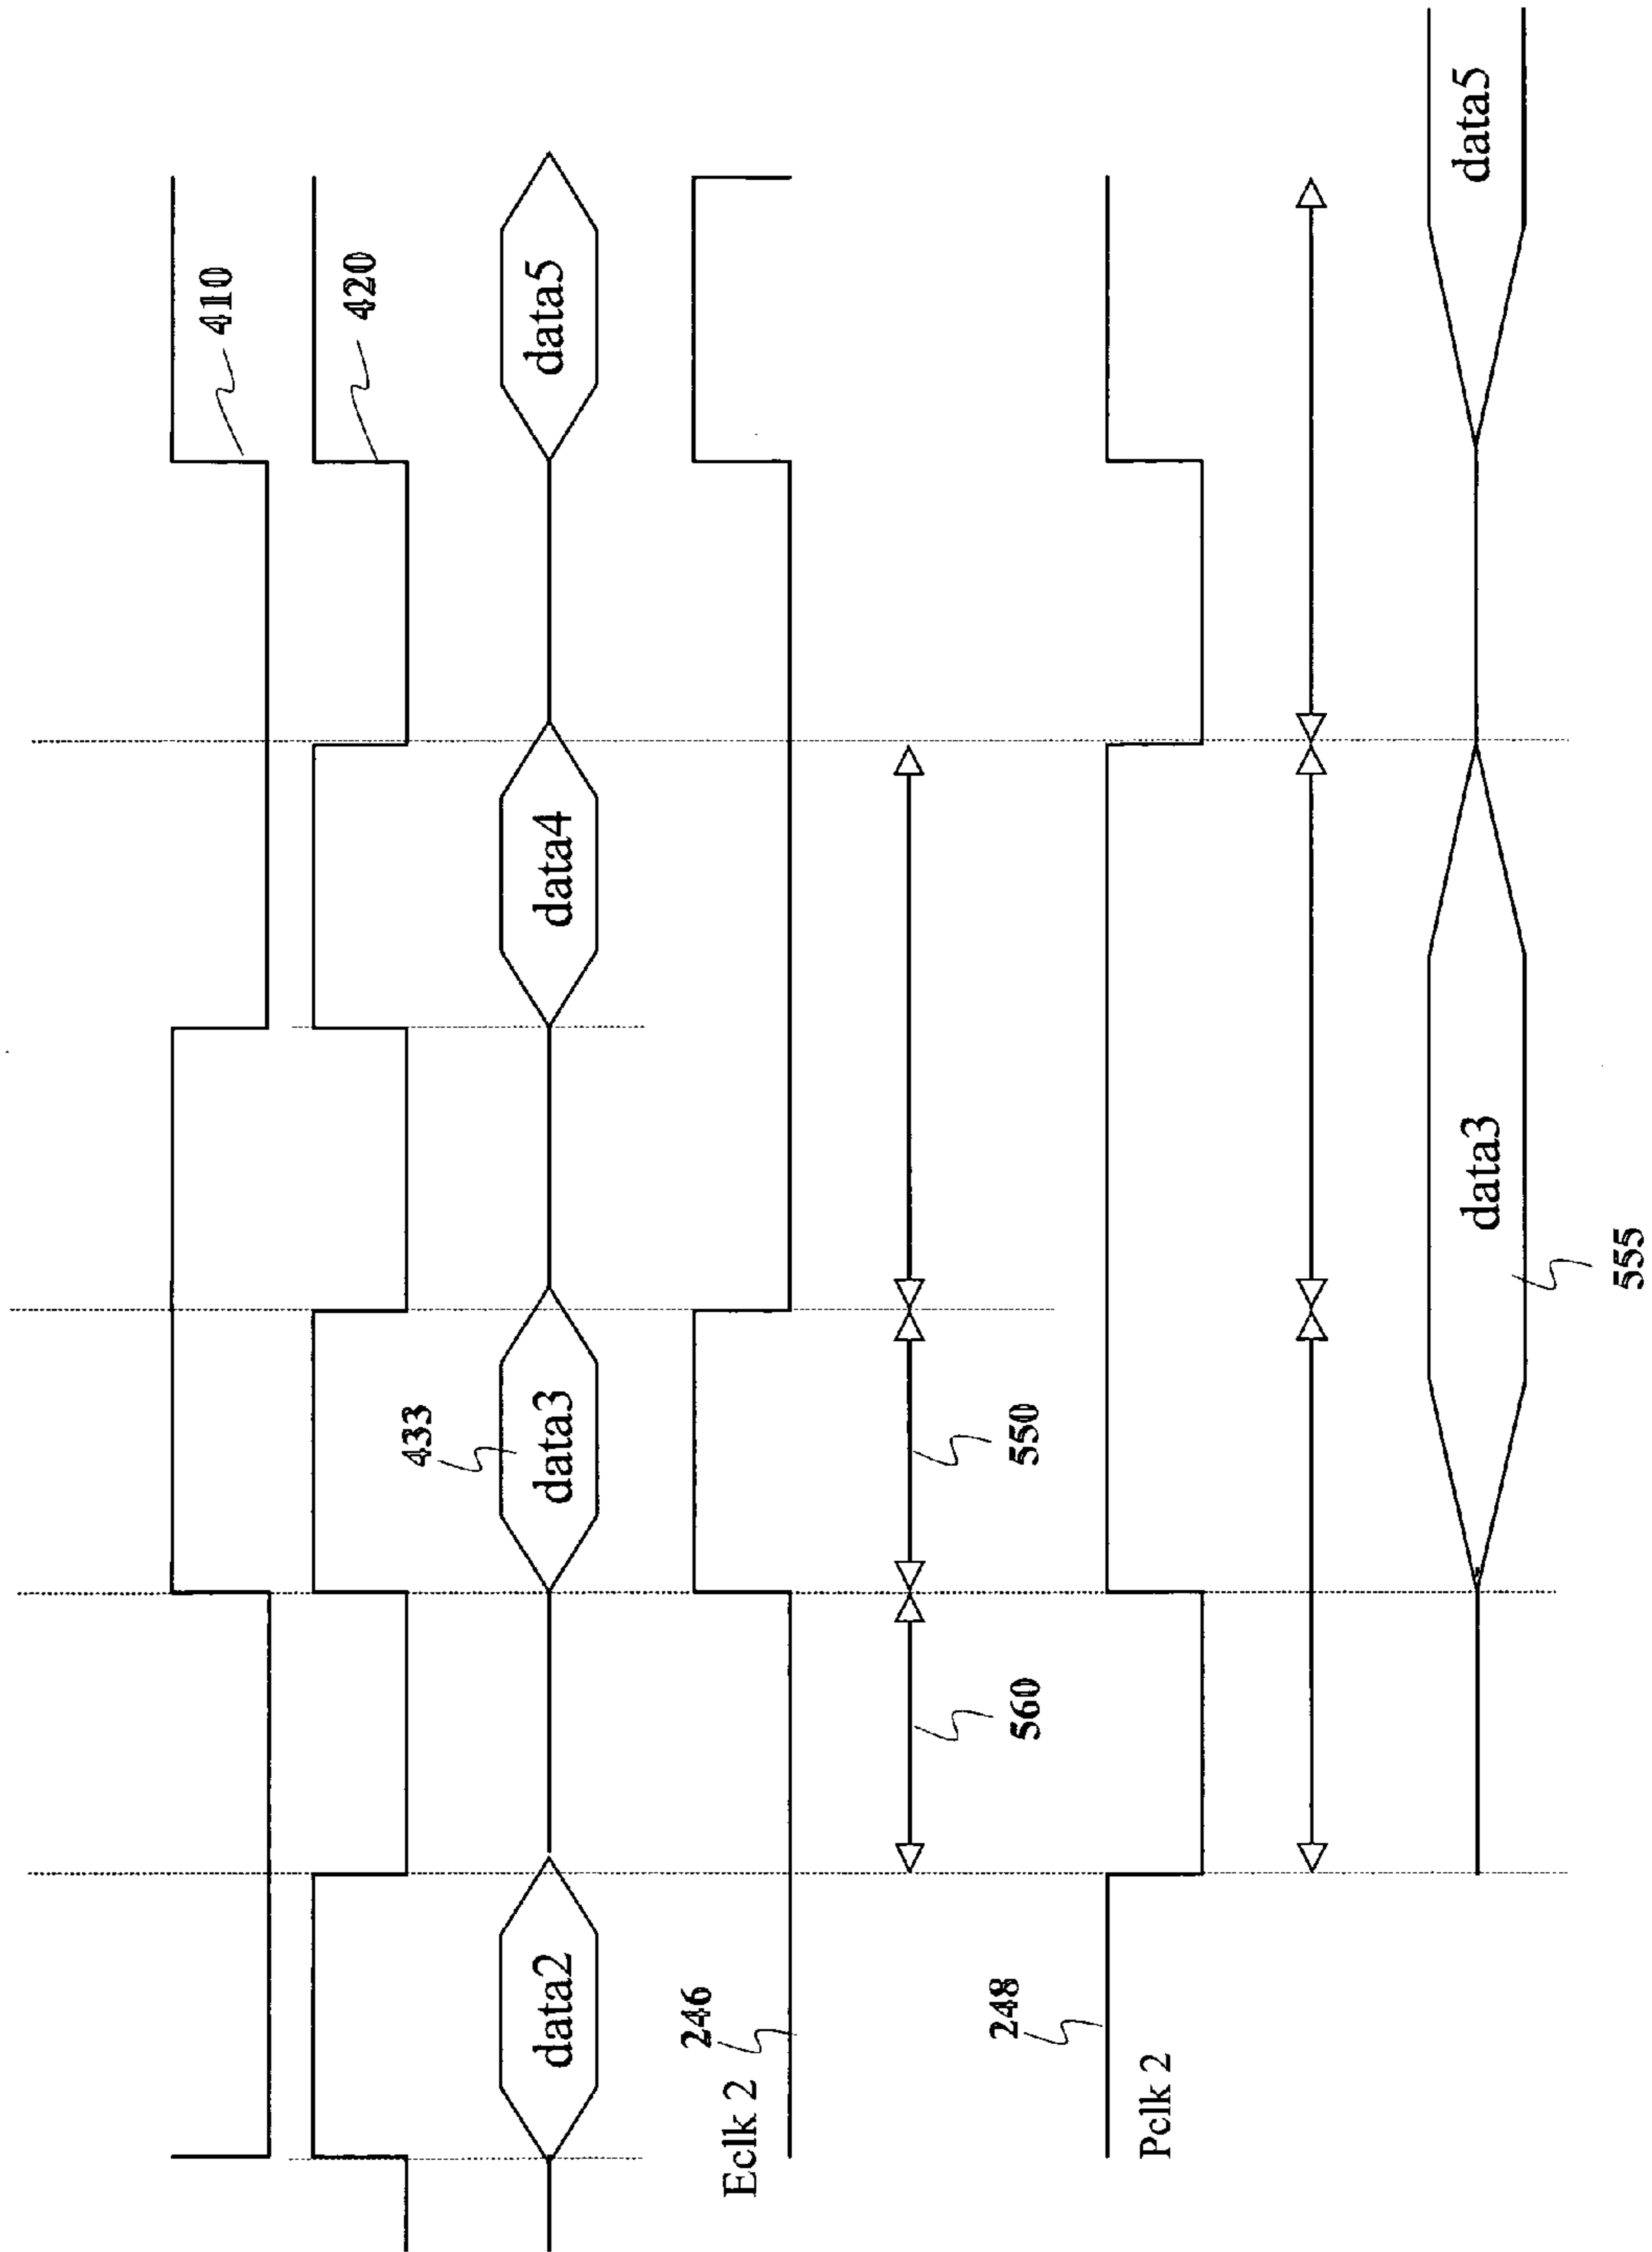 410
420
data2
433
data3
data4
data5
Eclk 2
246
560
550
248
Pclk 2
data3
555
data5